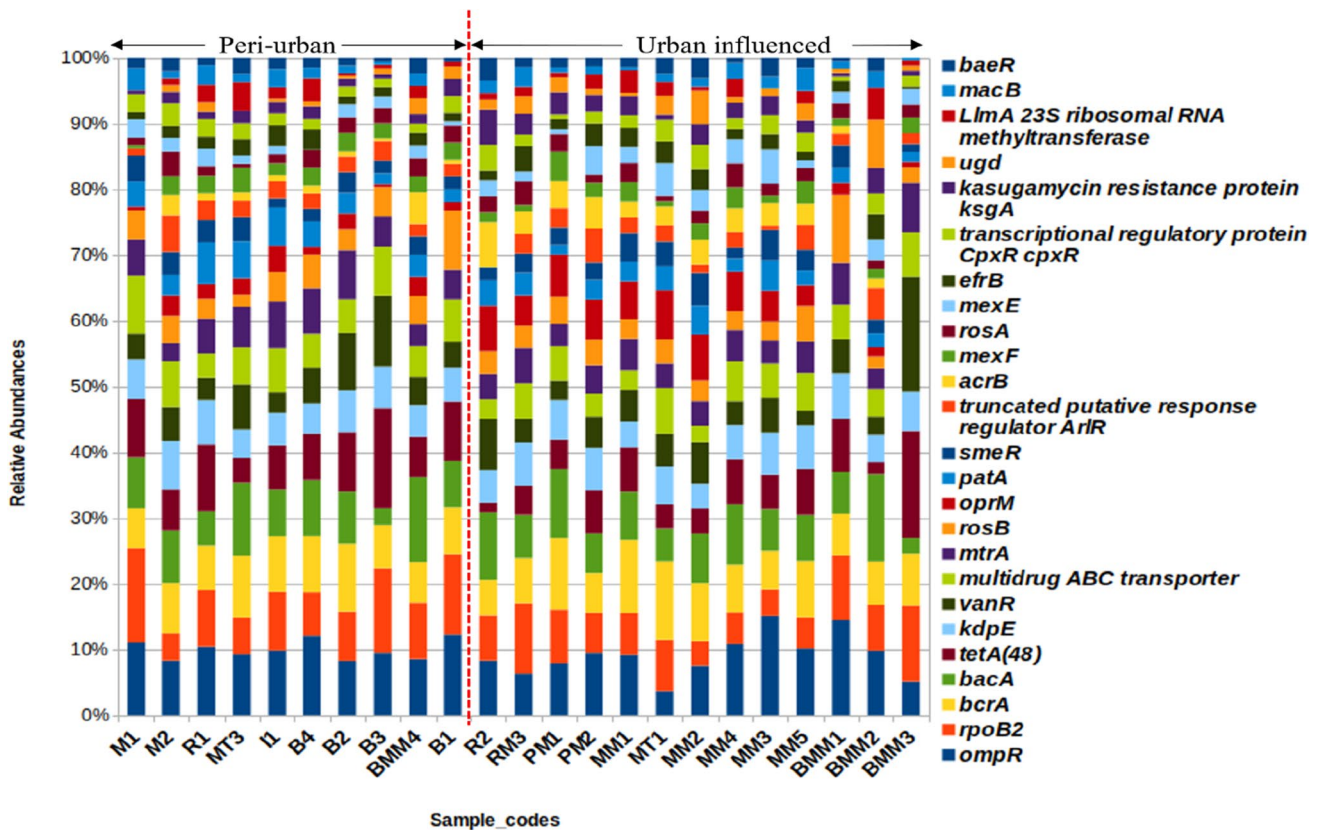 Peri-urban
Urban influenced
100%
90%
80%
70%
60%
50%
40%
30%
20%
10%
0%
Relative Abundances
M1 M2 R1 MT3 I1 B4 B2 B3 BMM4 B1 R2 RM3 PM1 PM2 MM1 MT1 MM2 MM4 MM3 MM5 BMM1 BMM2 BMM3
Sample_codes
baeR
macB
LlmA 23S ribosomal RNA
methyltransferase
ugd
kasugamycin resistance protein
ksgA
transcriptional regulatory protein
CpxR cpxR
efrB
mexE
rosA
mexF
acrB
truncated putative response
regulator ArlR
smeR
patA
oprM
rosB
mtrA
multidrug ABC transporter
vanR
kdpE
tetA(48)
bacA
bcrA
rpoB2
ompR